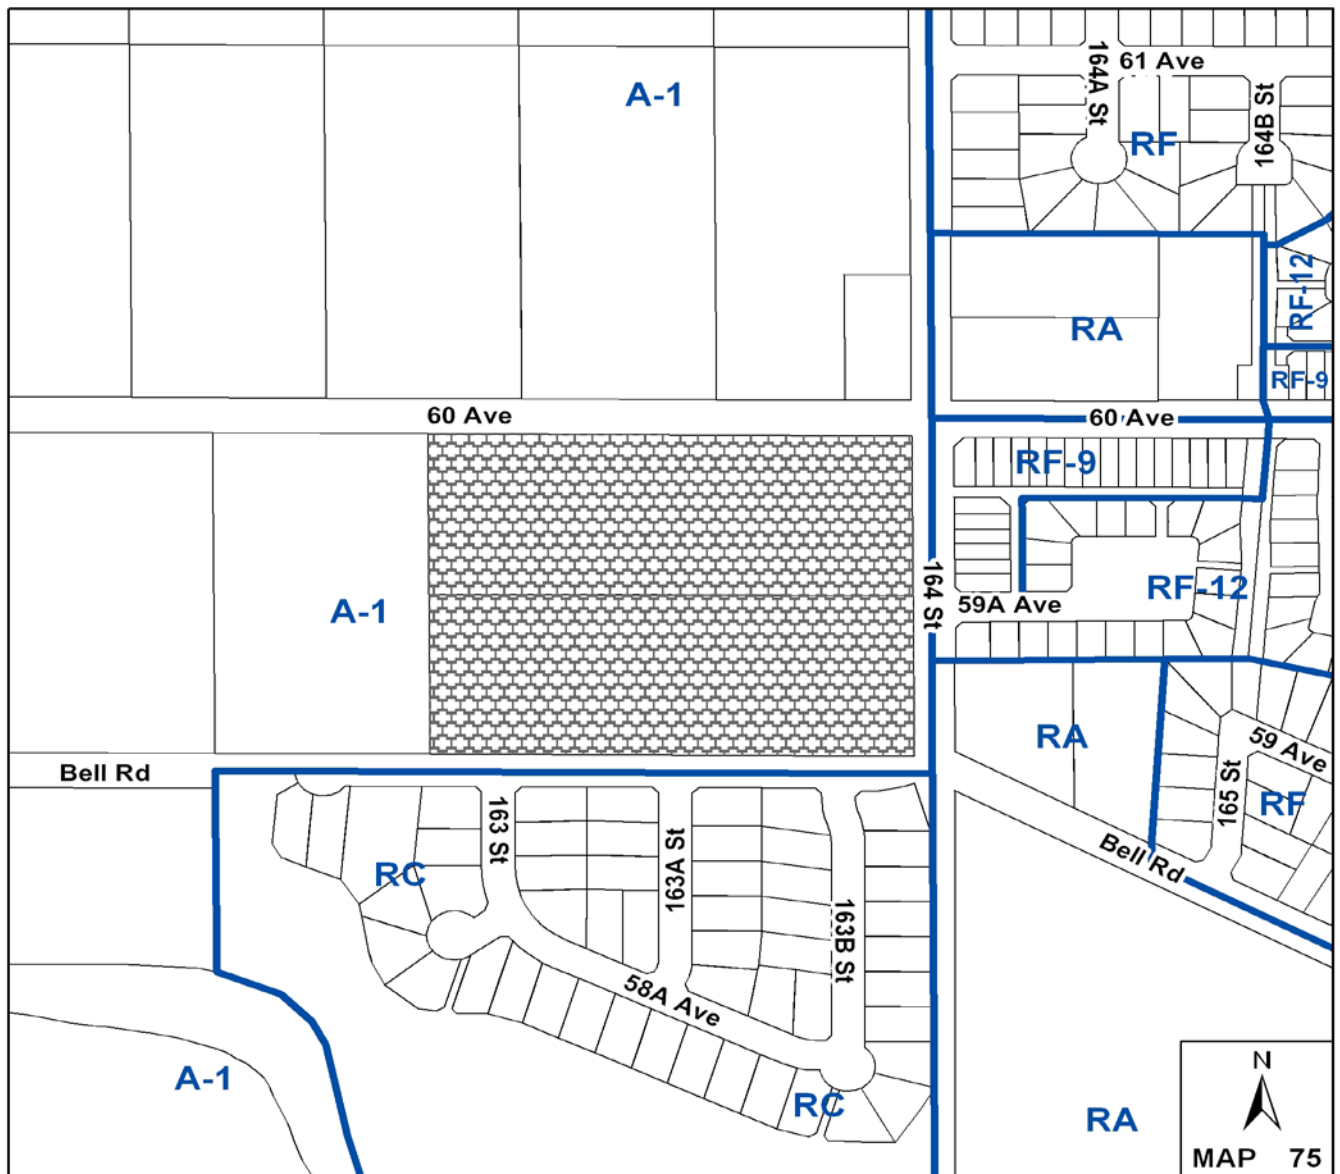 61 Ave
164A St
A-1
164B St
RF
RF-12
RA
RF-9
60 Ave
60 Ave
RF-9
164 St
RF-12
59A Ave
A-1
RA
59 Ave
Bell Rd
165 St
RF
163 St
Bell Rd
163A St
RC
163B St
58A Ave
N
A-1
RC
RA
MAP 75